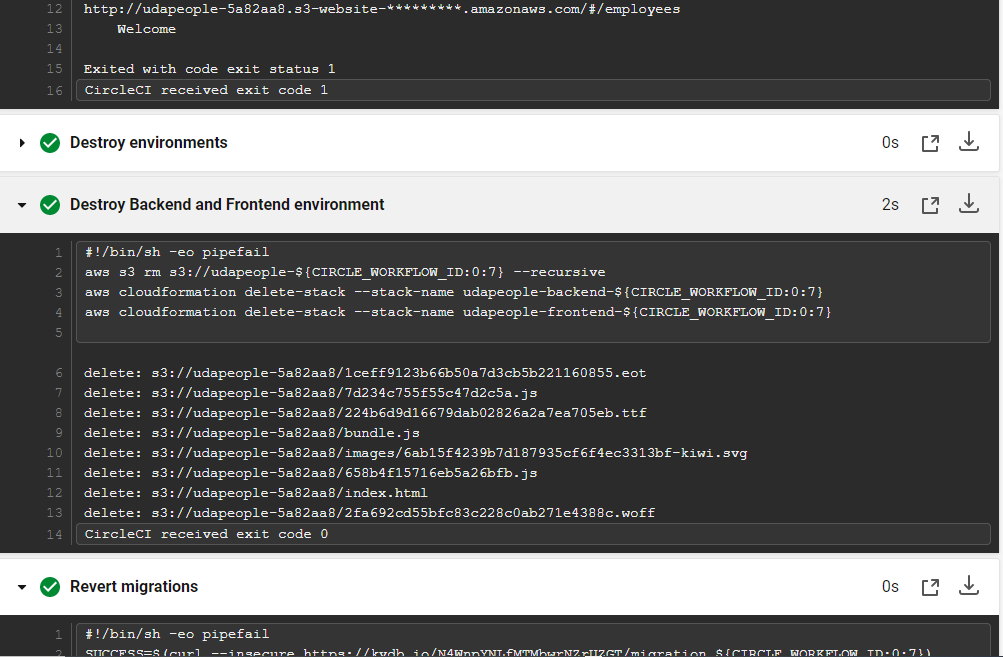 12 http://udapeople-5a82aa8.s3-website-*********.amazonaws.com/#/employees
13 Welcome
14
15 Exited with code exit status 1
16 CircleCI received exit code 1
Destroy environments 0s
Destroy Backend and Frontend environment 2s
1 #!/bin/sh -eo pipefail
2 aws s3 rm s3://udapeople-${CIRCLE_WORKFLOW_ID:0:7} --recursive
3 aws cloudformation delete-stack --stack-name udapeople-backend-${CIRCLE_WORKFLOW_ID:0:7}
4 aws cloudformation delete-stack --stack-name udapeople-frontend-${CIRCLE_WORKFLOW_ID:0:7}
5
6 delete: s3://udapeople-5a82aa8/1ceff9123b66b50a7d3cb5b221160855.eot
7 delete: s3://udapeople-5a82aa8/7d234c755f55c47d2c5a.js
8 delete: s3://udapeople-5a82aa8/224b6d9d16679dab02826a2a7ea705eb.ttf
9 delete: s3://udapeople-5a82aa8/bundle.js
10 delete: s3://udapeople-5a82aa8/images/6ab15f4239b7d187935cf6f4ec3313bf-kiwi.svg
11 delete: s3://udapeople-5a82aa8/658b4f15716eb5a26bfb.js
12 delete: s3://udapeople-5a82aa8/index.html
13 delete: s3://udapeople-5a82aa8/2fa692cd55bfc83c228c0ab271e4388c.woff
14 CircleCI received exit code 0
Revert migrations 0s
1 #!/bin/sh -eo pipefail
2 SUCCESS=$(curl --insecure